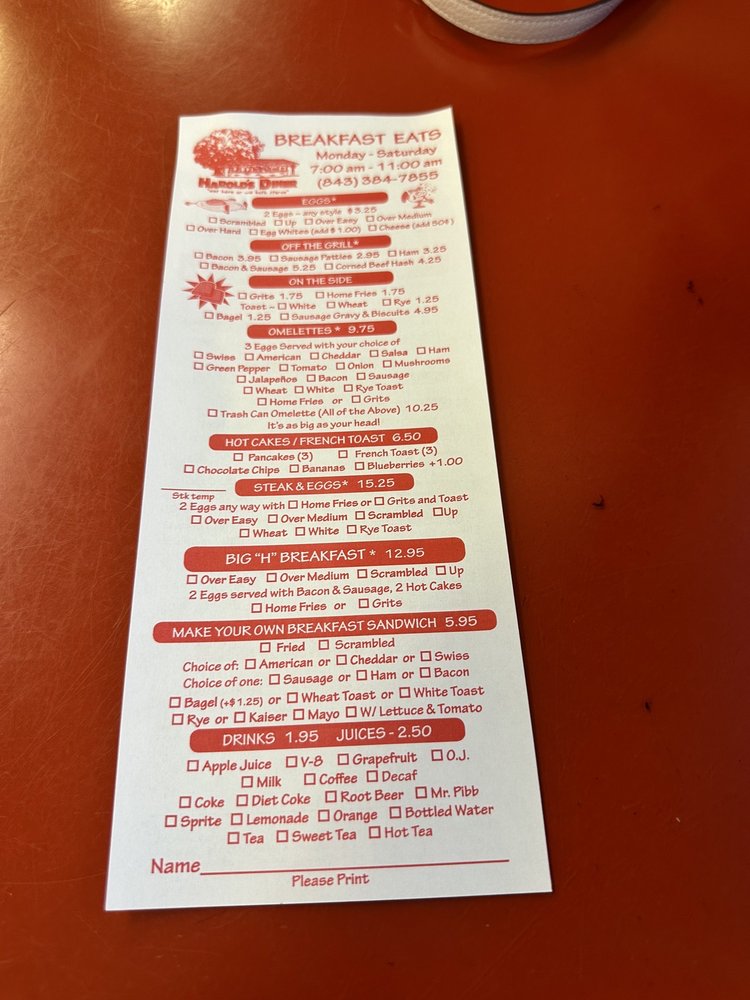 BREAKFAST EATS
Monday - Saturday
7:00 am - 11:00 am
(843) 384-7855
HAROLD'S DINER
EGGS*
2 Eggs - any style $3.25
☐ Scrambled ☐ Up ☐ Over Easy ☐ Over Medium
☐ Over Hard ☐ Egg Whites (add $1.00) ☐ Cheese (add 50¢)
OFF THE GRILL*
☐ Bacon 3.95 ☐ Sausage Patties 2.95 ☐ Ham 3.25
☐ Bacon & Sausage 5.25 ☐ Corned Beef Hash 4.25
ON THE SIDE
☐ Grits 1.75 ☐ Home Fries 1.75
Toast - ☐ White ☐ Wheat ☐ Rye 1.25
☐ Bagel 1.25 ☐ Sausage Gravy & Biscuits 4.95
OMELETTES * 9.75
3 Eggs Served with your choice of
☐ Swiss ☐ American ☐ Cheddar ☐ Salsa ☐ Ham
☐ Green Pepper ☐ Tomato ☐ Onion ☐ Mushrooms
☐ Jalapeños ☐ Bacon ☐ Sausage
☐ Wheat ☐ White ☐ Rye Toast
☐ Home Fries or ☐ Grits
☐ Trash Can Omelette (All of the Above) 10.25
It's as big as your head!
HOT CAKES / FRENCH TOAST 6.50
☐ Pancakes (3) ☐ French Toast (3)
☐ Chocolate Chips ☐ Bananas ☐ Blueberries +1.00
STEAK & EGGS* 15.25
Stk temp
2 Eggs any way with ☐ Home Fries or ☐ Grits and Toast
☐ Over Easy ☐ Over Medium ☐ Scrambled ☐ Up
☐ Wheat ☐ White ☐ Rye Toast
BIG "H" BREAKFAST * 12.95
☐ Over Easy ☐ Over Medium ☐ Scrambled ☐ Up
2 Eggs served with Bacon & Sausage, 2 Hot Cakes
☐ Home Fries or ☐ Grits
MAKE YOUR OWN BREAKFAST SANDWICH 5.95
☐ Fried ☐ Scrambled
Choice of: ☐ American or ☐ Cheddar or ☐ Swiss
Choice of one: ☐ Sausage or ☐ Ham or ☐ Bacon
☐ Bagel (+$1.25) or ☐ Wheat Toast or ☐ White Toast
☐ Rye or ☐ Kaiser ☐ Mayo ☐ W/ Lettuce & Tomato
DRINKS 1.95 JUICES - 2.50
☐ Apple Juice ☐ V-8 ☐ Grapefruit ☐ O.J.
☐ Milk ☐ Coffee ☐ Decaf
☐ Coke ☐ Diet Coke ☐ Root Beer ☐ Mr. Pibb
☐ Sprite ☐ Lemonade ☐ Orange ☐ Bottled Water
☐ Tea ☐ Sweet Tea ☐ Hot Tea
Name
Please Print